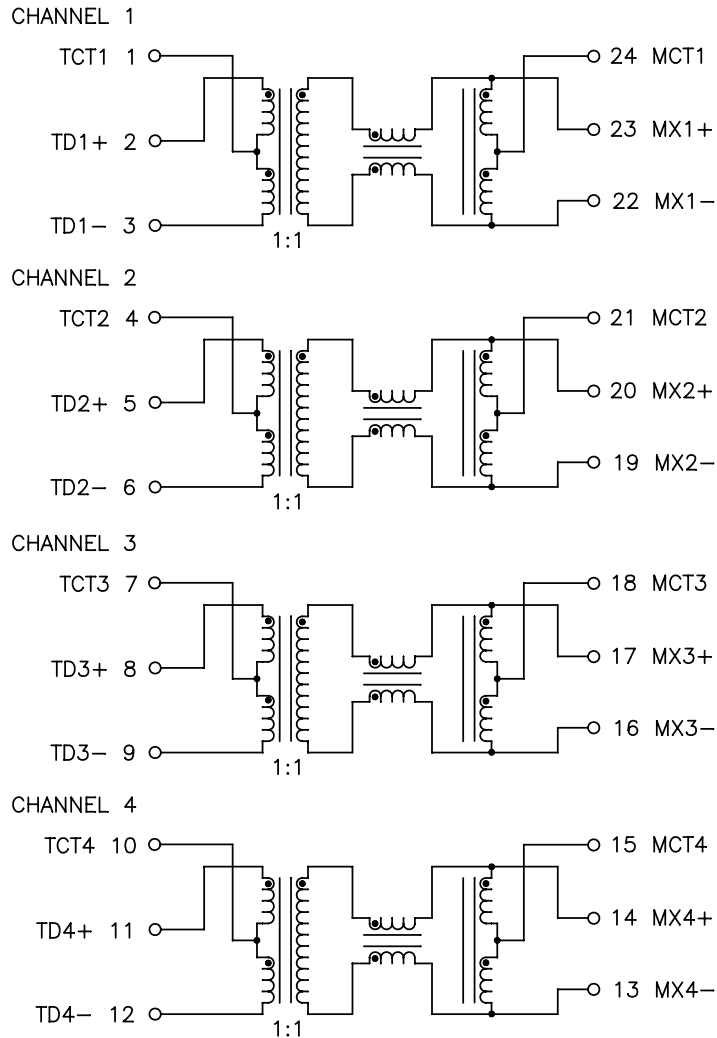 CHANNEL 1
TCT1 1 24 MCT1
TD1+ 2 23 MX1+
TD1− 3 22 MX1−
1:1
CHANNEL 2
TCT2 4 21 MCT2
TD2+ 5 20 MX2+
TD2− 6 19 MX2−
1:1
CHANNEL 3
TCT3 7 18 MCT3
TD3+ 8 17 MX3+
TD3− 9 16 MX3−
1:1
CHANNEL 4
TCT4 10 15 MCT4
TD4+ 11 14 MX4+
TD4− 12 13 MX4−
1:1